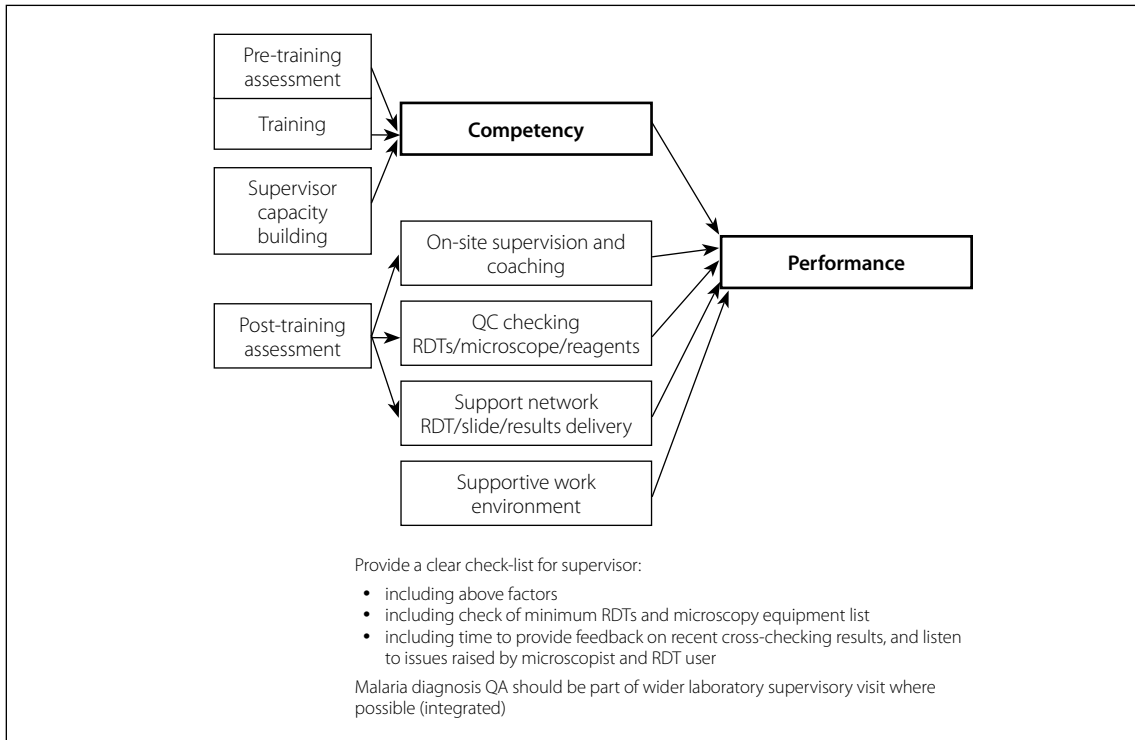 Pre-training
assessment
Training
Supervisor
capacity
building
Post-training
assessment
Competency
On-site supervision and
coaching
QC checking
RDTs/microscope/reagents
Support network
RDT/slide/results delivery
Supportive work
environment
Performance
Provide a clear check-list for supervisor:
• including above factors
• including check of minimum RDTs and microscopy equipment list
• including time to provide feedback on recent cross-checking results, and listen
to issues raised by microscopist and RDT user
Malaria diagnosis QA should be part of wider laboratory supervisory visit where
possible (integrated)